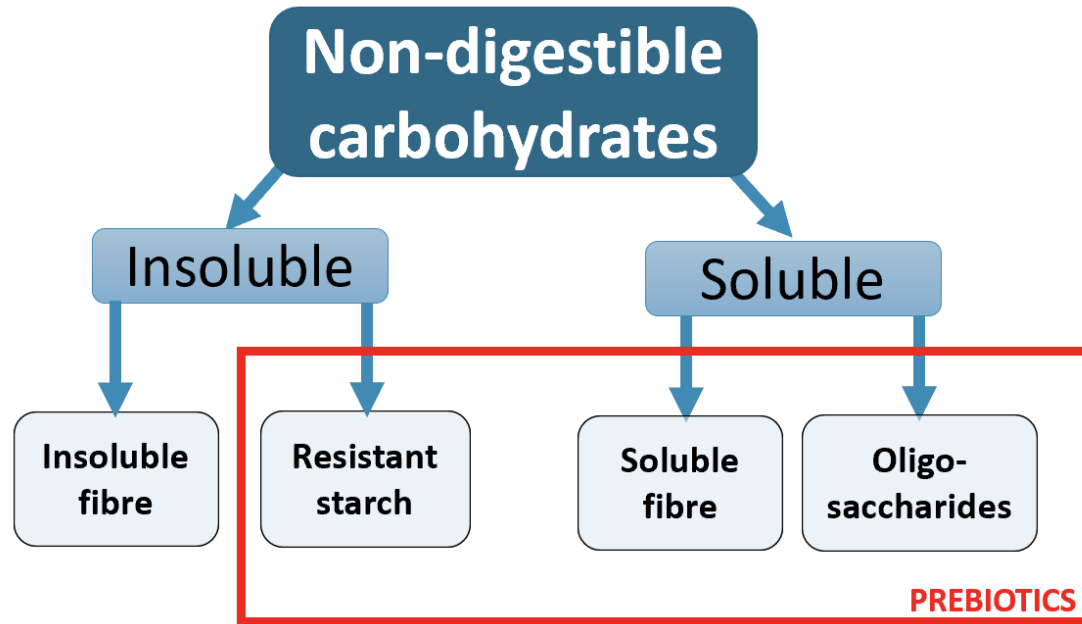 Non-digestible
carbohydrates
Insoluble
Soluble
Insoluble
fibre
Resistant
starch
Soluble
fibre
Oligo-
saccharides
PREBIOTICS